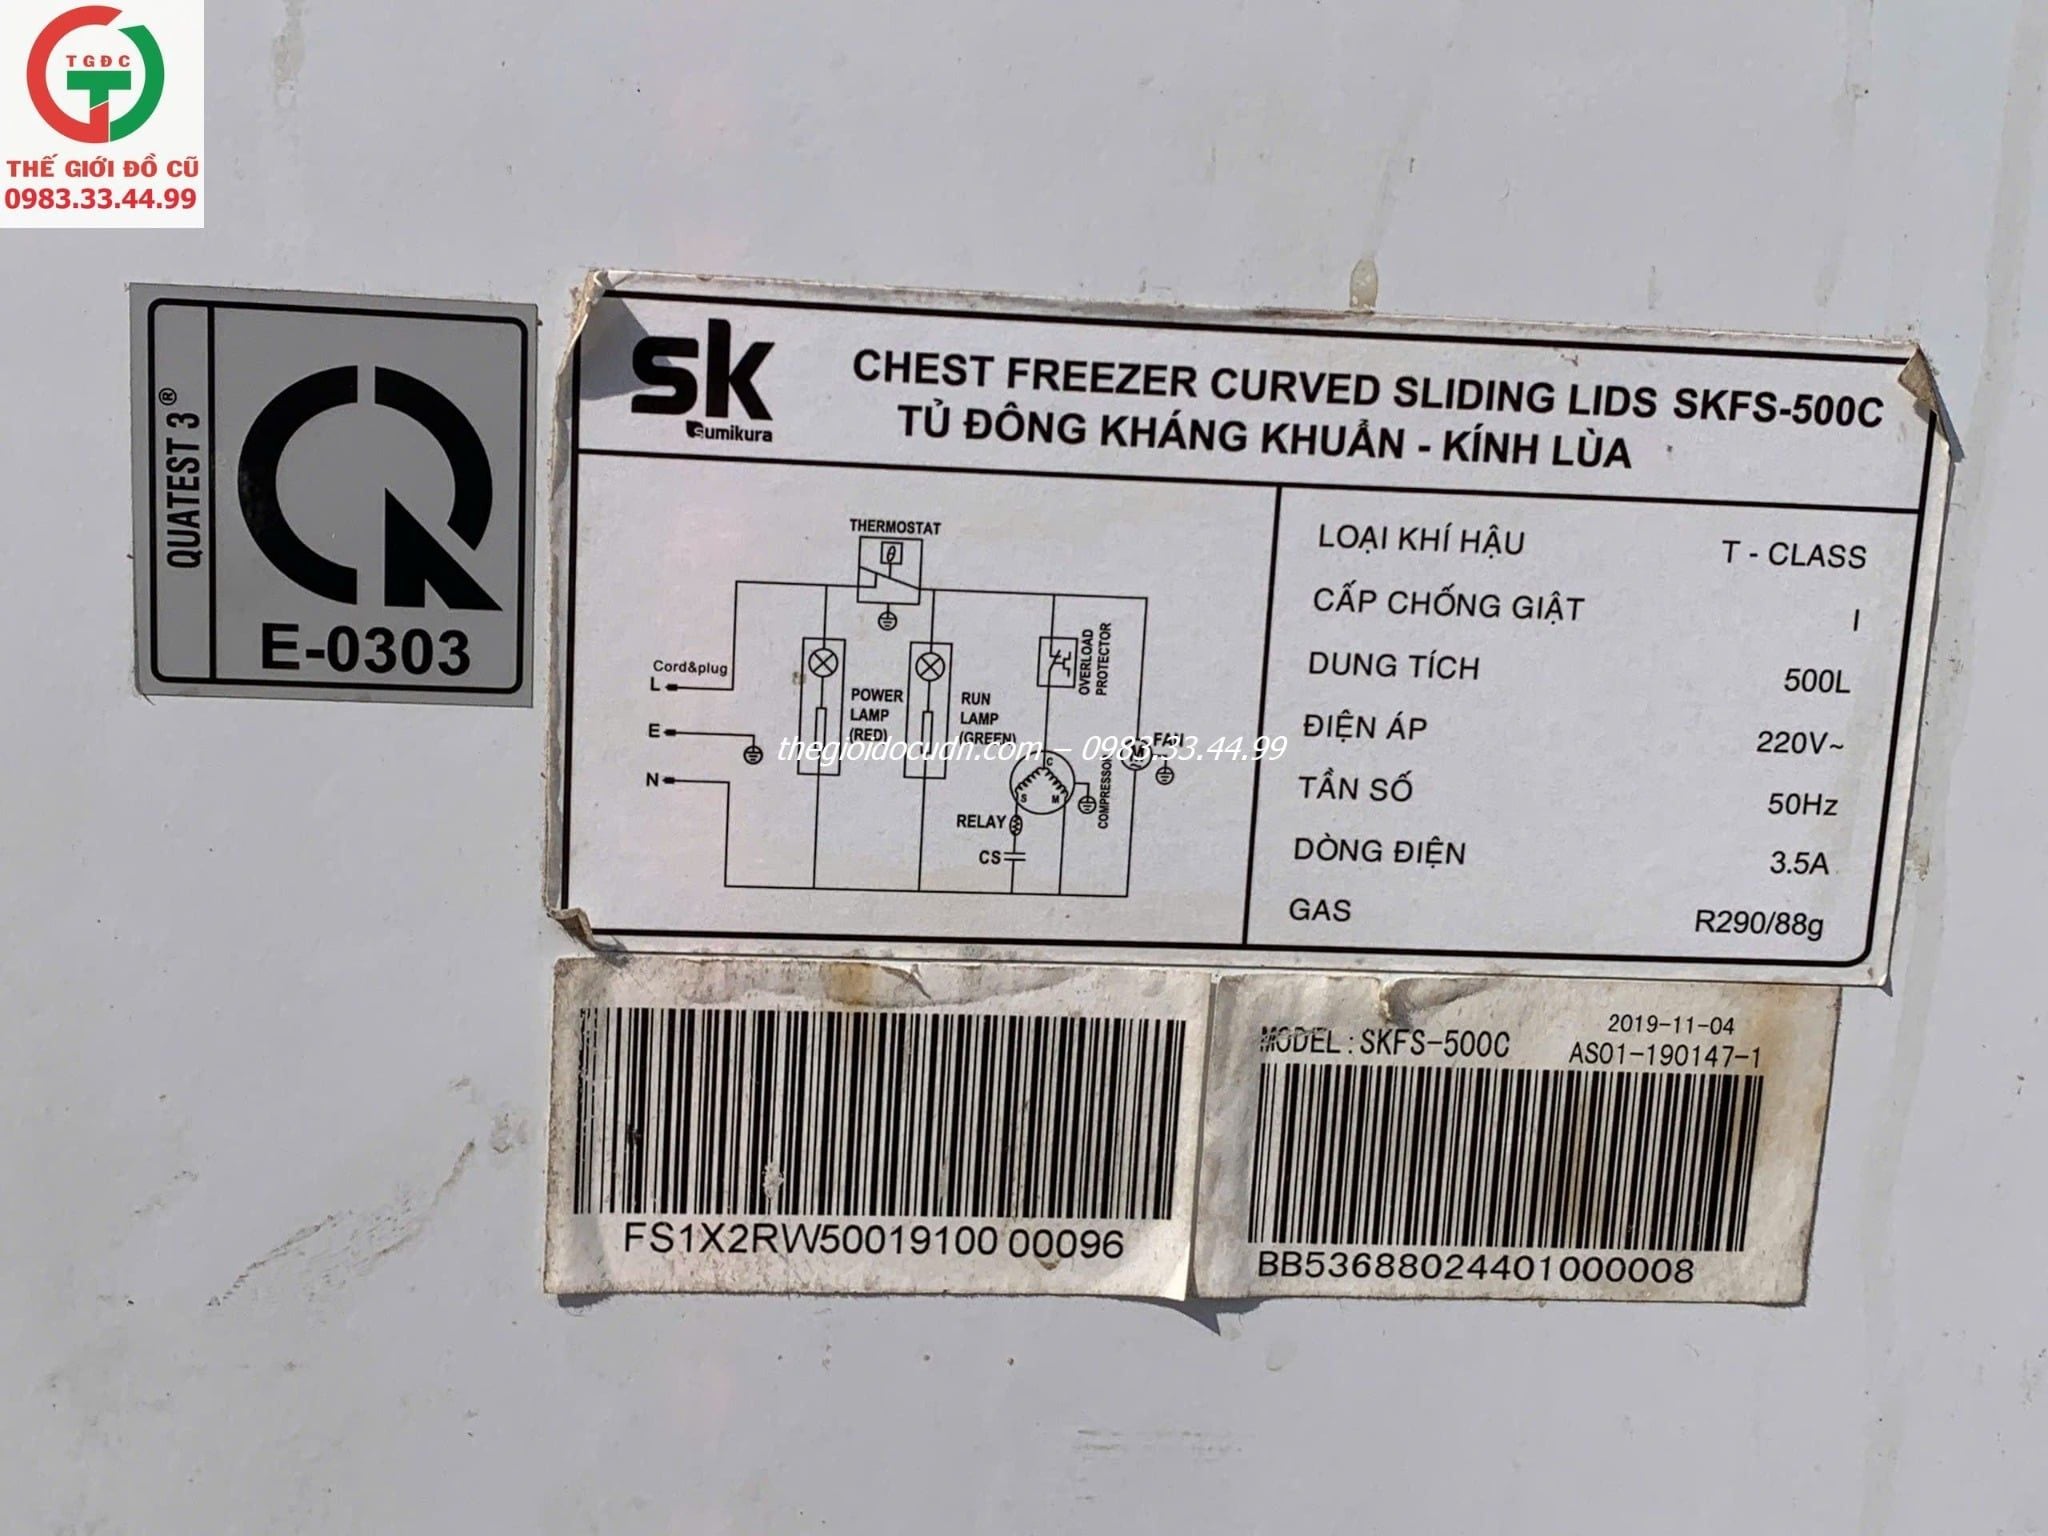 TGĐC
THẾ GIỚI ĐỒ CŨ
0983.33.44.99
QUATEST 3®
E-0303
sk
Sumikura
CHEST FREEZER CURVED SLIDING LIDS SKFS-500C
TỦ ĐÔNG KHÁNG KHUẨN - KÍNH LÙA
THERMOSTAT
θ
Cord&plug
L
E
N
POWER
LAMP
(RED)
RUN
LAMP
(GREEN)
OVERLOAD
PROTECTOR
FAN
M
C
S
M
COMPRESSOR
RELAY
CS
thegioidocudn.com – 0983.33.44.99
LOẠI KHÍ HẬU T - CLASS
CẤP CHỐNG GIẬT I
DUNG TÍCH 500L
ĐIỆN ÁP 220V~
TẦN SỐ 50Hz
DÒNG ĐIỆN 3.5A
GAS R290/88g
FS1X2RW50019100 00096
2019-11-04
MODEL : SKFS-500C AS01-190147-1
BB53688024401000008